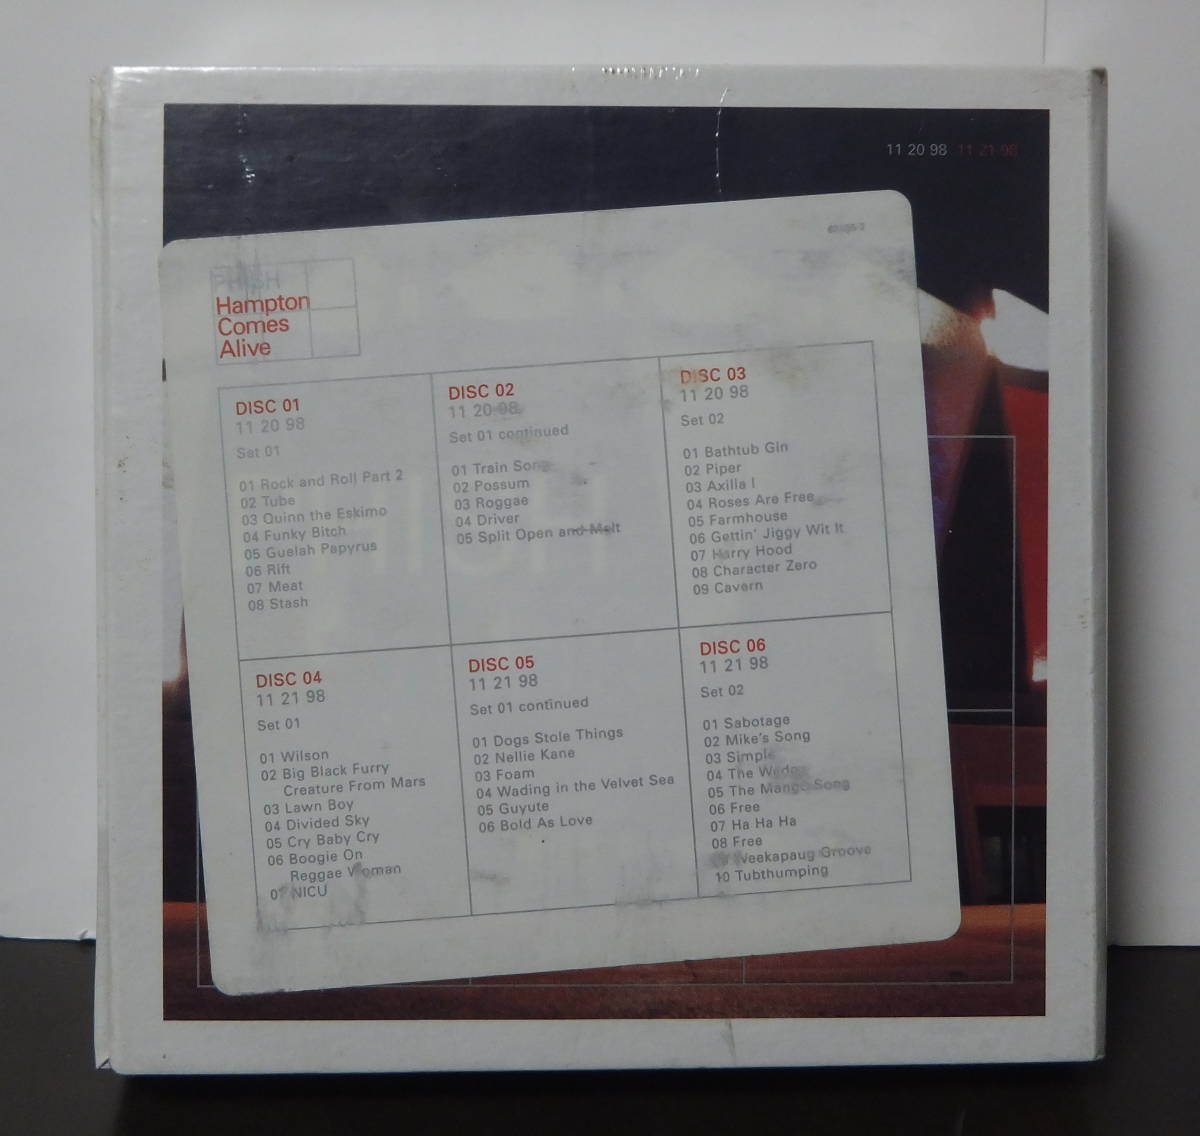 11 20 98 11 21 98
PHISH
Hampton
Comes
Alive
DISC 01
11 20 98
Set 01
01 Rock and Roll Part 2
02 Tube
03 Quinn the Eskimo
04 Funky Bitch
05 Guelah Papyrus
06 Rift
07 Meat
08 Stash
DISC 02
11 20 98
Set 01 continued
01 Train Song
02 Possum
03 Roggae
04 Driver
05 Split Open and Melt
DISC 03
11 20 98
Set 02
01 Bathtub Gin
02 Piper
03 Axilla I
04 Roses Are Free
05 Farmhouse
06 Gettin' Jiggy Wit It
07 Harry Hood
08 Character Zero
09 Cavern
DISC 04
11 21 98
Set 01
01 Wilson
02 Big Black Furry
Creature From Mars
03 Lawn Boy
04 Divided Sky
05 Cry Baby Cry
06 Boogie On
Reggae Woman
07 NICU
DISC 05
11 21 98
Set 01 continued
01 Dogs Stole Things
02 Nellie Kane
03 Foam
04 Wading in the Velvet Sea
05 Guyute
06 Bold As Love
DISC 06
11 21 98
Set 02
01 Sabotage
02 Mike's Song
03 Simple
04 The Wedge
05 The Mango Song
06 Free
07 Ha Ha Ha
08 Free
Weekapaug Groove
10 Tubthumping